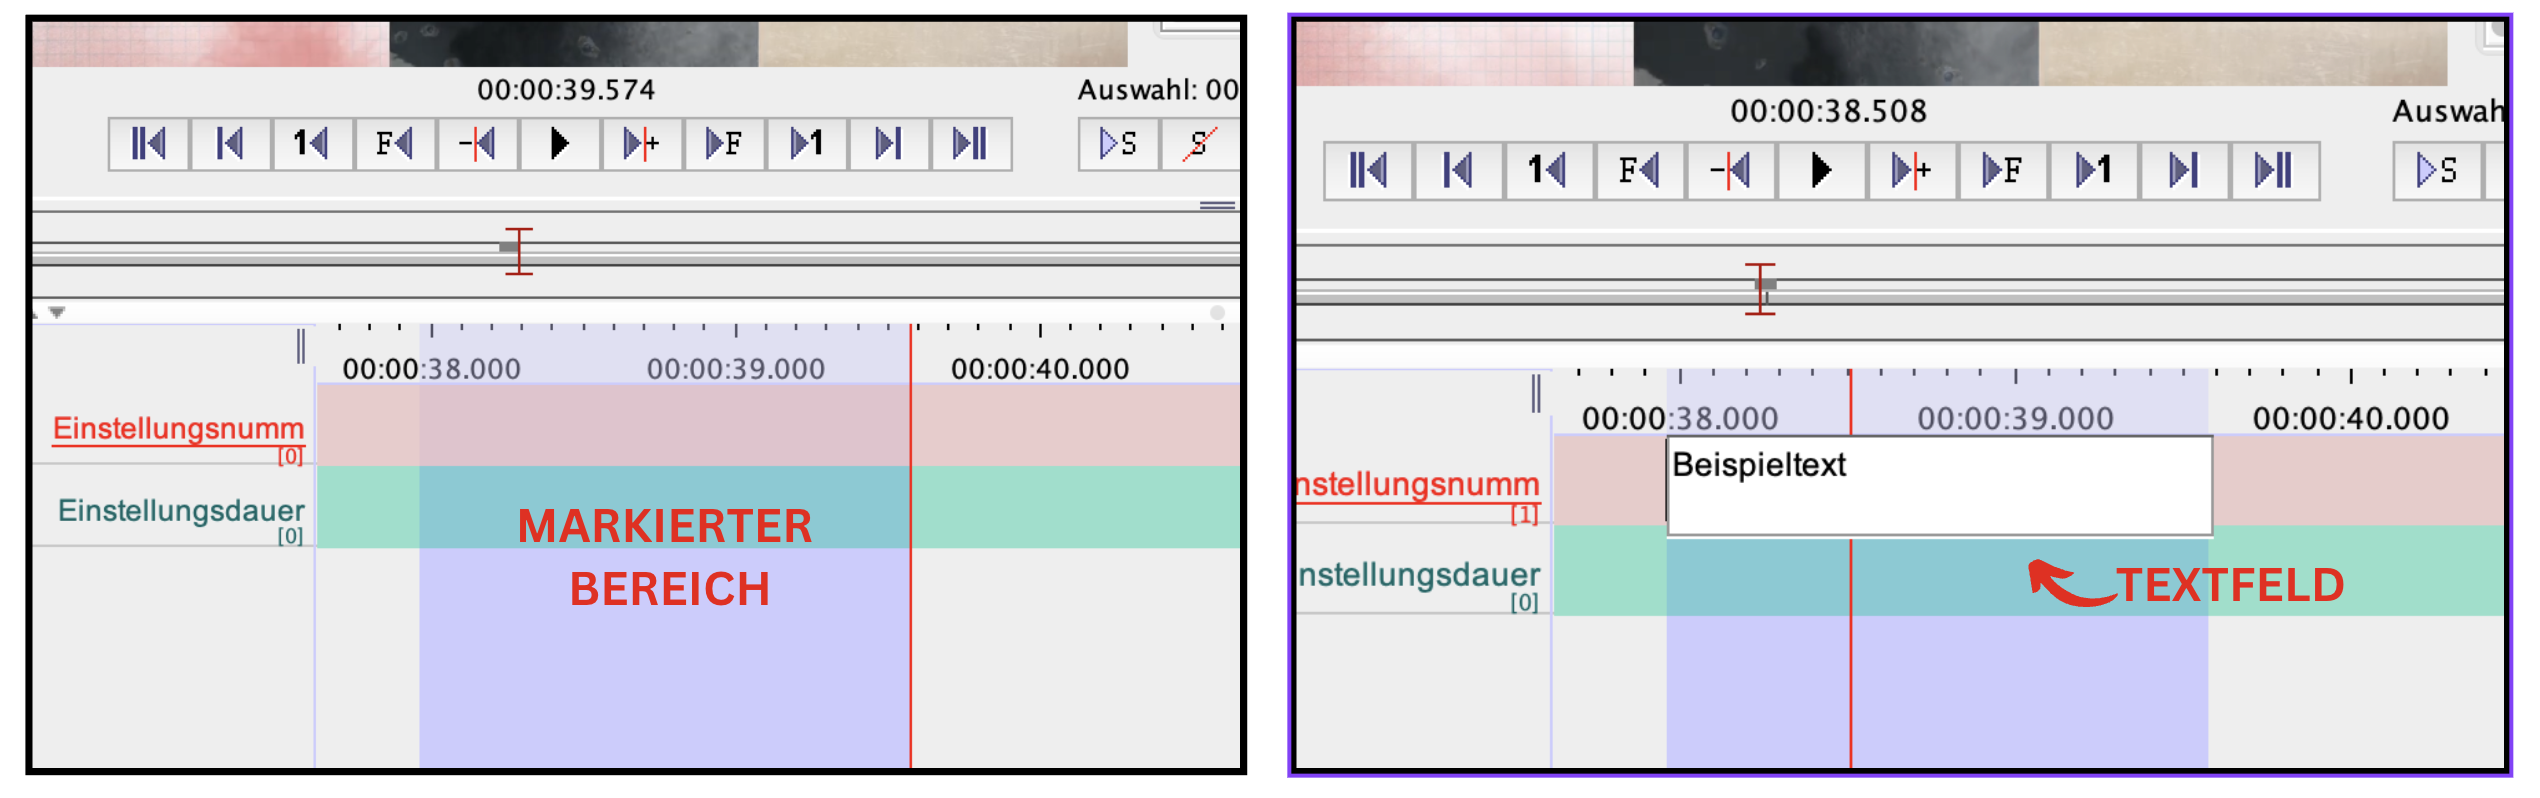 00:00:39.574
Auswahl: 00
1 F + F 1 S S
00:00:38.000 00:00:39.000 00:00:40.000
Einstellungsnumm
[0]
Einstellungsdauer
[0]
MARKIERTER
BEREICH
00:00:38.508
Auswah
1 F + F 1 S
00:00:38.000 00:00:39.000 00:00:40.000
Beispieltext
nstellungsnumm
[1]
nstellungsdauer
[0]
TEXTFELD